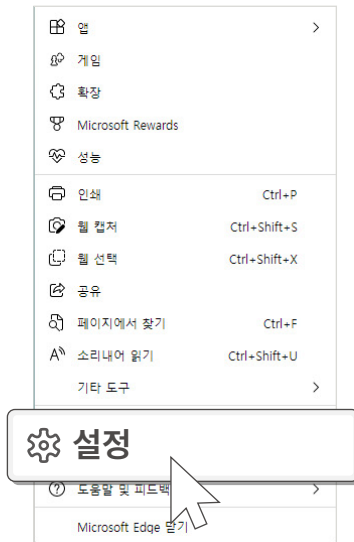 앱
게임
확장
Microsoft Rewards
성능
인쇄 Ctrl+P
웹 캡처 Ctrl+Shift+S
웹 선택 Ctrl+Shift+X
공유
페이지에서 찾기 Ctrl+F
소리내어 읽기 Ctrl+Shift+U
기타 도구
설정
도움말 및 피드백
Microsoft Edge 닫기